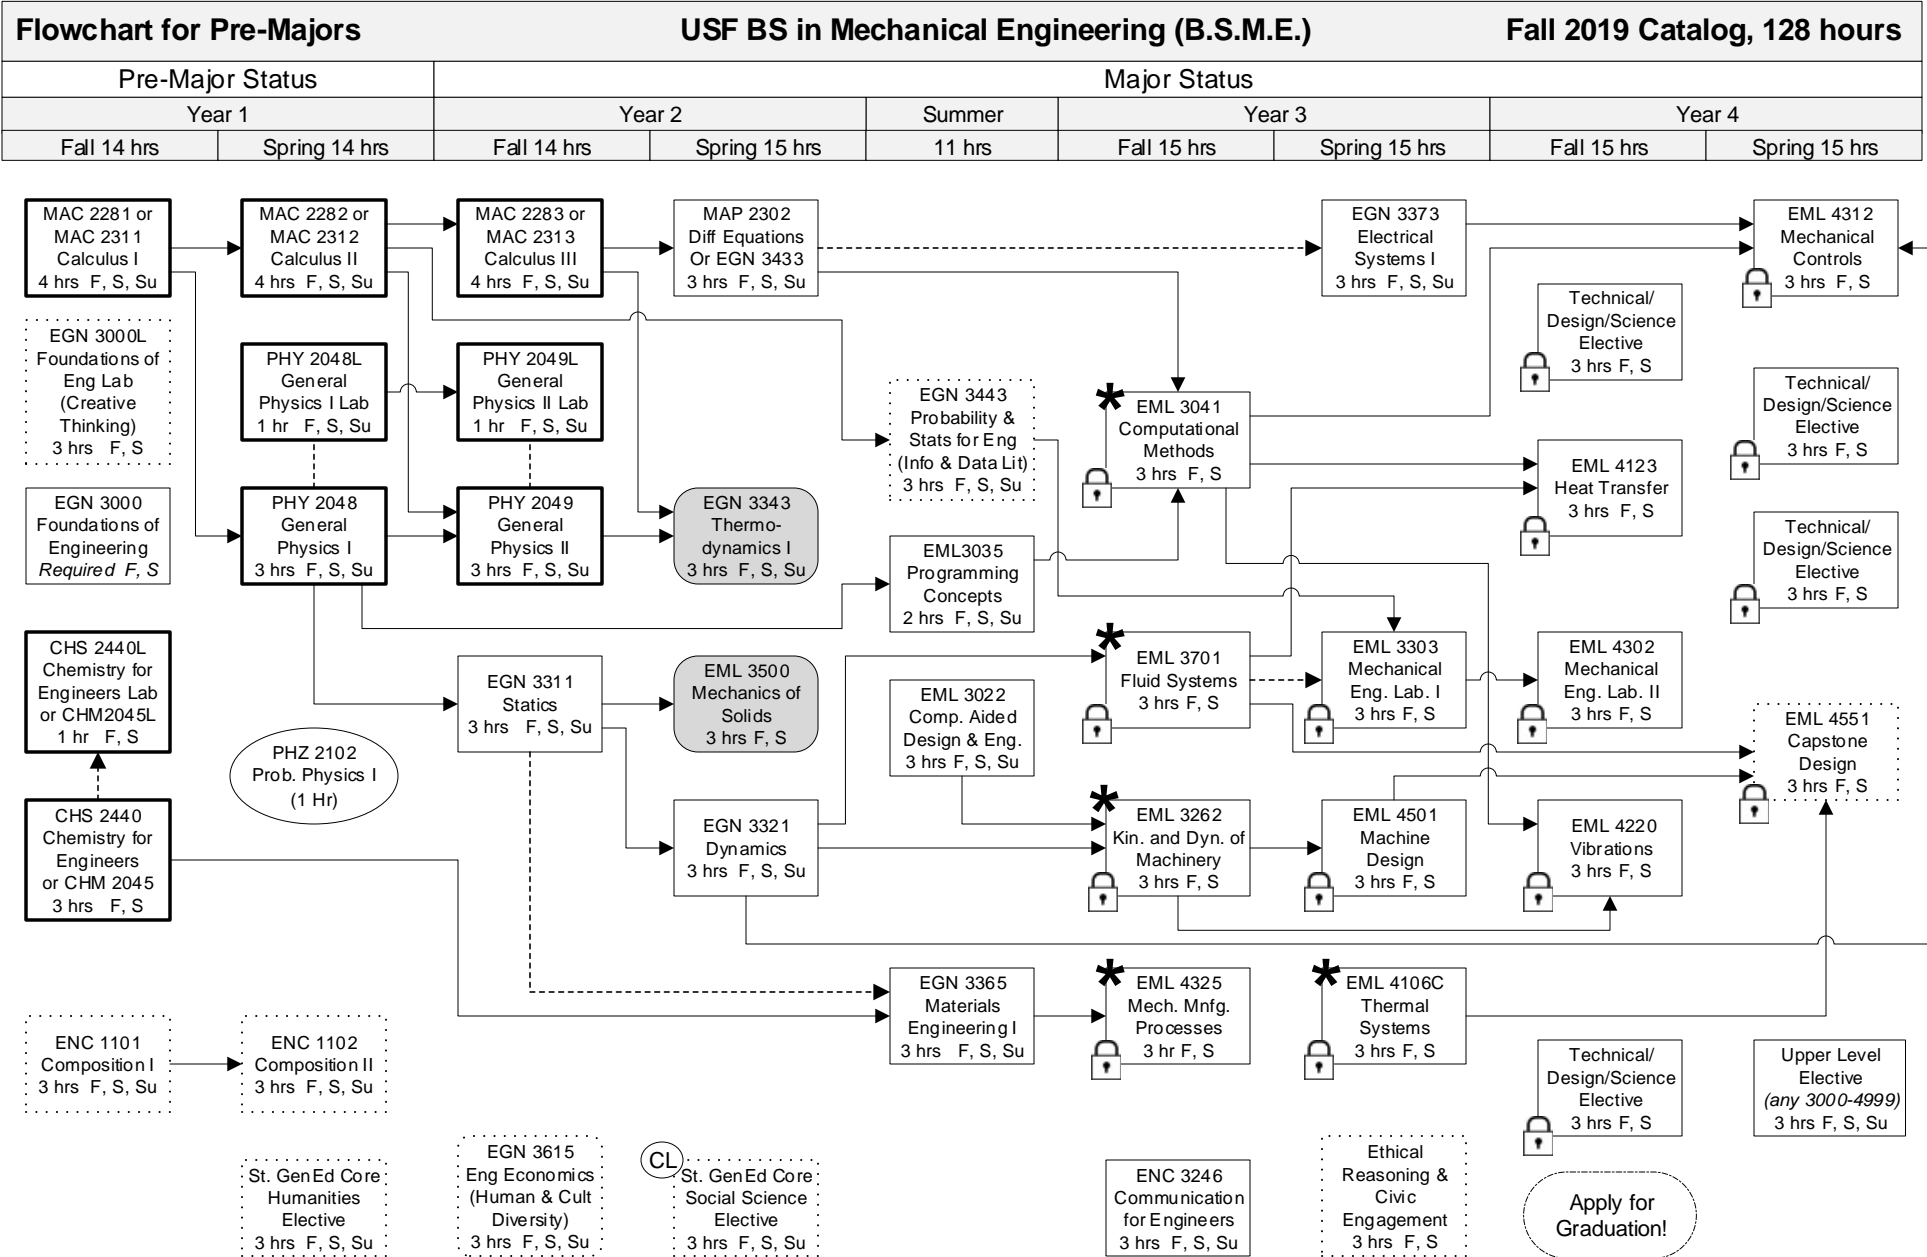 Flowchart for Pre-Majors
USF BS in Mechanical Engineering (B.S.M.E.)
Fall 2019 Catalog, 128 hours
Pre-Major Status
Major Status
Year 1
Year 2
Summer
Year 3
Year 4
Fall 14 hrs
Spring 14 hrs
Fall 14 hrs
Spring 15 hrs
11 hrs
Fall 15 hrs
Spring 15 hrs
Fall 15 hrs
Spring 15 hrs
MAC 2281 or
MAC 2311
Calculus I
4 hrs F, S, Su
EGN 3000L
Foundations of
Eng Lab
(Creative
Thinking)
3 hrs F, S
EGN 3000
Foundations of
Engineering
Required F, S
CHS 2440L
Chemistry for
Engineers Lab
or CHM2045L
1 hr F, S
CHS 2440
Chemistry for
Engineers
or CHM 2045
3 hrs F, S
ENC 1101
Composition I
3 hrs F, S, Su
MAC 2282 or
MAC 2312
Calculus II
4 hrs F, S, Su
PHY 2048L
General
Physics I Lab
1 hr F, S, Su
PHY 2048
General
Physics I
3 hrs F, S, Su
PHZ 2102
Prob. Physics I
(1 Hr)
ENC 1102
Composition II
3 hrs F, S, Su
St. GenEd Core
Humanities
Elective
3 hrs F, S, Su
MAC 2283 or
MAC 2313
Calculus III
4 hrs F, S, Su
PHY 2049L
General
Physics II Lab
1 hr F, S, Su
PHY 2049
General
Physics II
3 hrs F, S, Su
EGN 3311
Statics
3 hrs F, S, Su
EGN 3615
Eng Economics
(Human & Cult
Diversity)
3 hrs F, S, Su
MAP 2302
Diff Equations
Or EGN 3433
3 hrs F, S, Su
EGN 3343
Thermo-
dynamics I
3 hrs F, S, Su
EML 3500
Mechanics of
Solids
3 hrs F, S
EGN 3321
Dynamics
3 hrs F, S, Su
CL
St. GenEd Core
Social Science
Elective
3 hrs F, S, Su
EGN 3443
Probability &
Stats for Eng
(Info & Data Lit)
3 hrs F, S, Su
EML3035
Programming
Concepts
2 hrs F, S, Su
EML 3022
Comp. Aided
Design & Eng.
3 hrs F, S, Su
EGN 3365
Materials
Engineering I
3 hrs F, S, Su
*
EML 3041
Computational
Methods
3 hrs F, S
*
EML 3701
Fluid Systems
3 hrs F, S
*
EML 3262
Kin. and Dyn. of
Machinery
3 hrs F, S
*
EML 4325
Mech. Mnfg.
Processes
3 hr F, S
ENC 3246
Communication
for Engineers
3 hrs F, S, Su
EGN 3373
Electrical
Systems I
3 hrs F, S, Su
EML 3303
Mechanical
Eng. Lab. I
3 hrs F, S
EML 4501
Machine
Design
3 hrs F, S
*
EML 4106C
Thermal
Systems
3 hrs F, S
Ethical
Reasoning &
Civic
Engagement
3 hrs F, S
Technical/
Design/Science
Elective
3 hrs F, S
EML 4123
Heat Transfer
3 hrs F, S
EML 4302
Mechanical
Eng. Lab. II
3 hrs F, S
EML 4220
Vibrations
3 hrs F, S
Technical/
Design/Science
Elective
3 hrs F, S
Apply for
Graduation!
EML 4312
Mechanical
Controls
3 hrs F, S
Technical/
Design/Science
Elective
3 hrs F, S
Technical/
Design/Science
Elective
3 hrs F, S
EML 4551
Capstone
Design
3 hrs F, S
Upper Level
Elective
(any 3000-4999)
3 hrs F, S, Su